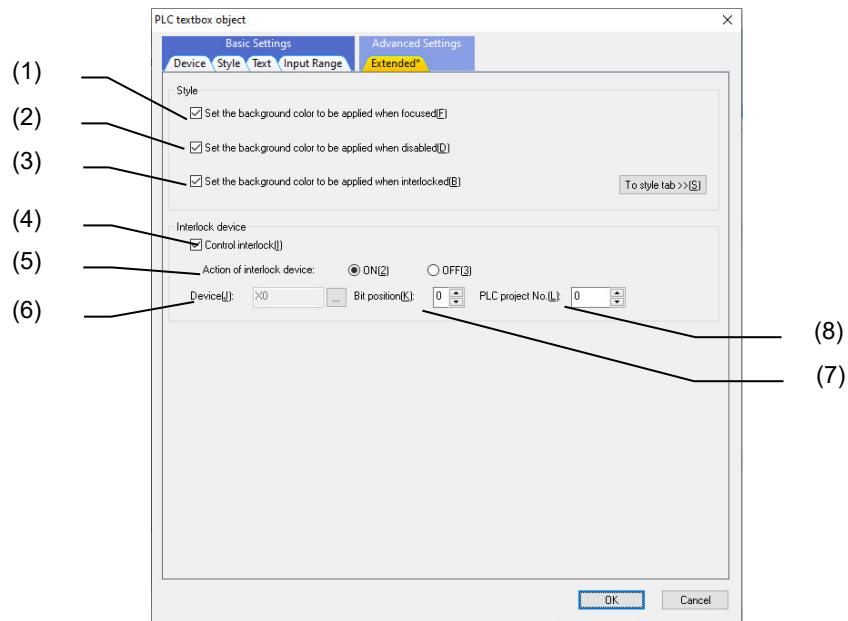 PLC textbox object
Basic Settings Advanced Settings
Device Style Text Input Range Extended*
Style
(1) Set the background color to be applied when focused(F)
(2) Set the background color to be applied when disabled(D)
(3) Set the background color to be applied when interlocked(B)
To style tab >>(S)
Interlock device
(4) Control interlock(I)
(5) Action of interlock device: ON(2) OFF(3)
(6) Device(J): X0 ... Bit position(K): 0 PLC project No.(L): 0
(8)
(7)
OK Cancel